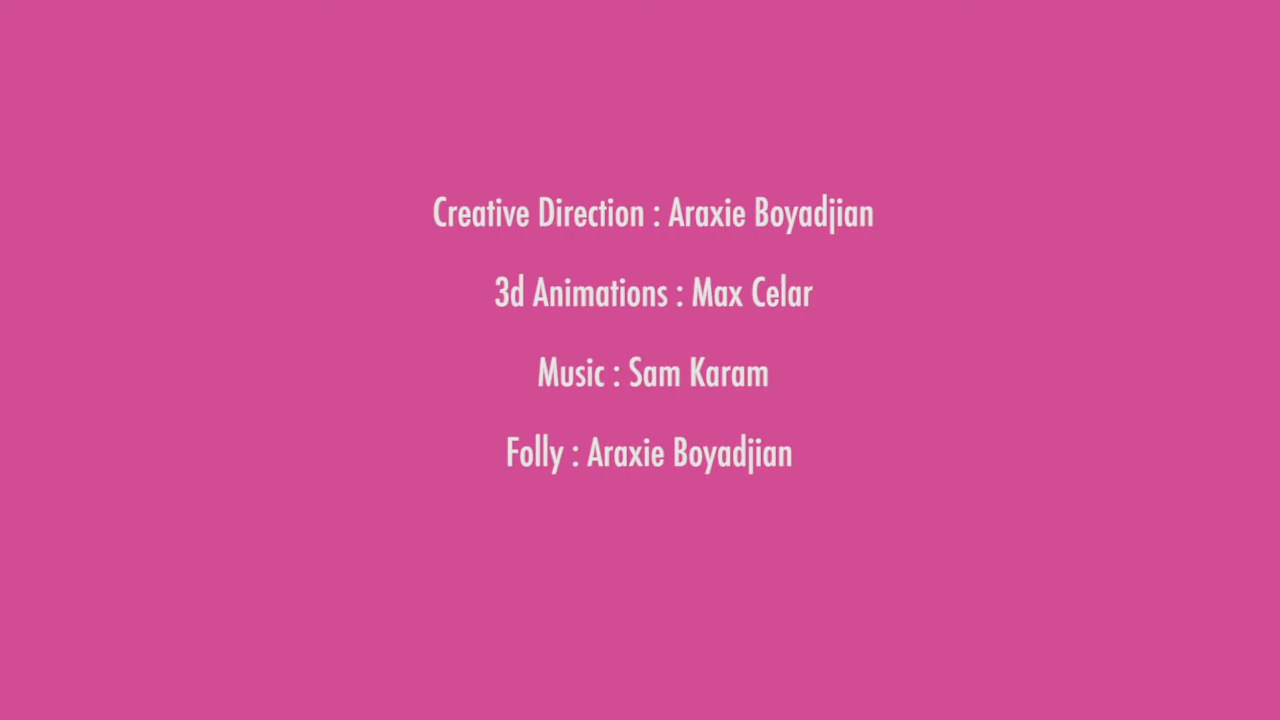 Creative Direction : Araxie Boyadjian
3d Animations : Max Celar
Music : Sam Karam
Folly : Araxie Boyadjian